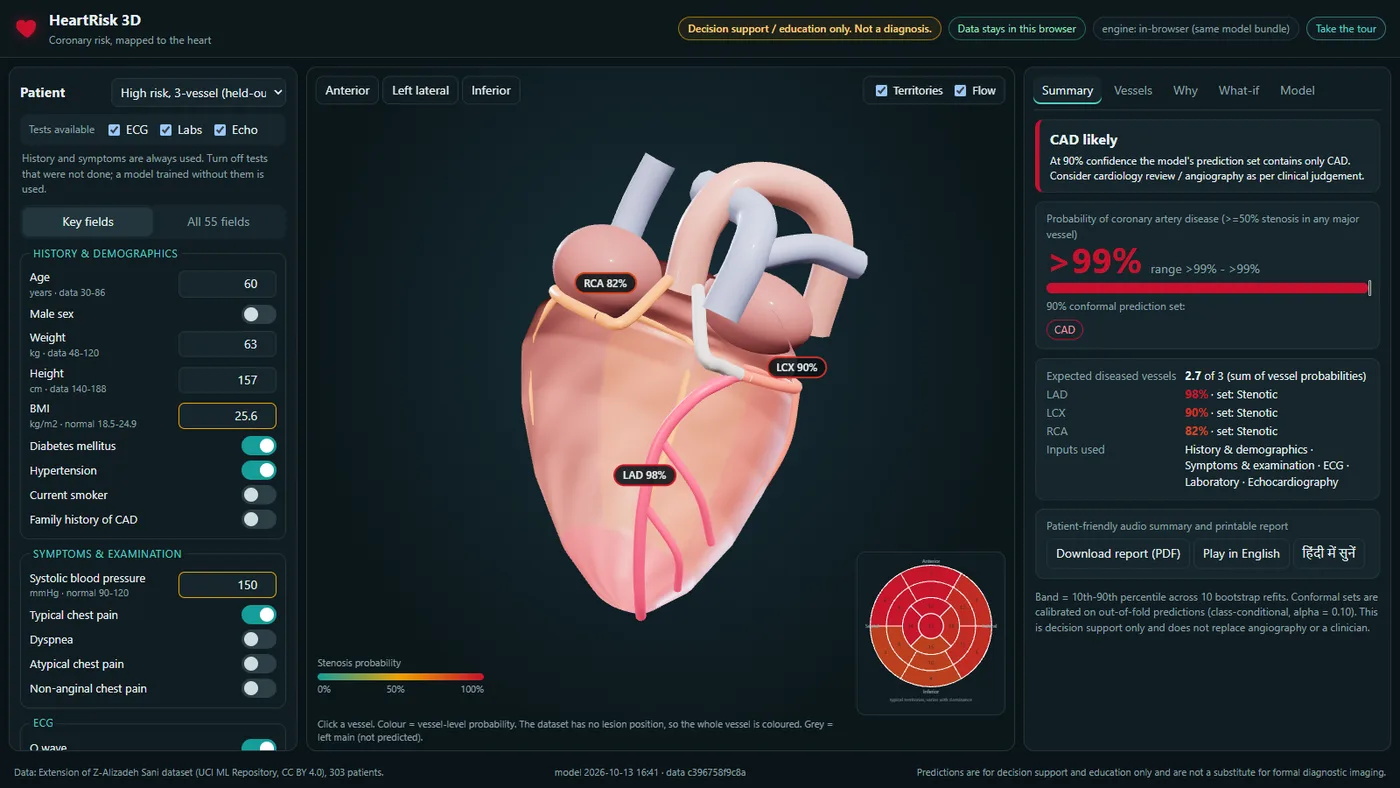 HeartRisk 3D
Coronary risk, mapped to the heart
Decision support / education only. Not a diagnosis.
Data stays in this browser
engine: in-browser (same model bundle)
Take the tour
Patient
High risk, 3-vessel (held-ou
Tests available
ECG
Labs
Echo
History and symptoms are always used. Turn off tests
that were not done; a model trained without them is
used.
Key fields
All 55 fields
HISTORY & DEMOGRAPHICS
Age
60
years · data 30-86
Male sex
Weight
63
kg · data 48-120
Height
157
cm · data 140-188
BMI
25.6
kg/m2 · normal 18.5-24.9
Diabetes mellitus
Hypertension
Current smoker
Family history of CAD
SYMPTOMS & EXAMINATION
Systolic blood pressure
150
mmHg · normal 90-120
Typical chest pain
Dyspnea
Atypical chest pain
Non-anginal chest pain
ECG
Q wave
Anterior
Left lateral
Inferior
Territories
Flow
RCA 82%
LCX 90%
LAD 98%
Stenosis probability
0%
50%
100%
Click a vessel. Colour = vessel-level probability. The dataset has no lesion position, so the whole vessel is coloured. Grey =
left main (not predicted).
Anterior
Inferior
Summary
Vessels
Why
What-if
Model
CAD likely
At 90% confidence the model's prediction set contains only CAD.
Consider cardiology review / angiography as per clinical judgement.
Probability of coronary artery disease (>=50% stenosis in any major
vessel)
>99%
range >99% - >99%
90% conformal prediction set:
CAD
Expected diseased vessels 2.7 of 3 (sum of vessel probabilities)
LAD 98% · set: Stenotic
LCX 90% · set: Stenotic
RCA 82% · set: Stenotic
Inputs used History & demographics ·
Symptoms & examination · ECG ·
Laboratory · Echocardiography
Patient-friendly audio summary and printable report
Download report (PDF)
Play in English
हिंदी में सुनें
Band = 10th-90th percentile across 10 bootstrap refits. Conformal sets are
calibrated on out-of-fold predictions (class-conditional, alpha = 0.10). This
is decision support only and does not replace angiography or a clinician.
Data: Extension of Z-Alizadeh Sani dataset (UCI ML Repository, CC BY 4.0), 303 patients.
model 2026-10-13 16:41 · data c396758f9c8a
Predictions are for decision support and education only and are not a substitute for formal diagnostic imaging.